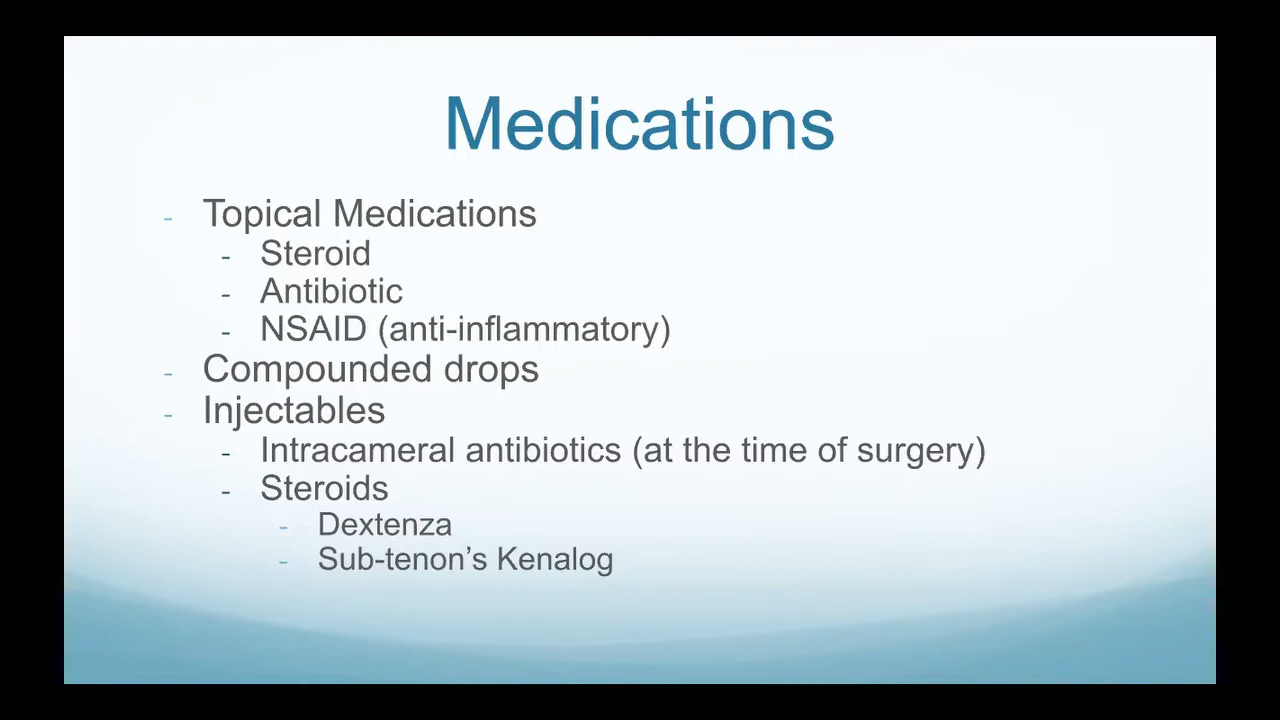 Medications
- Topical Medications
- Steroid
- Antibiotic
- NSAID (anti-inflammatory)
- Compounded drops
- Injectables
- Intracameral antibiotics (at the time of surgery)
- Steroids
- Dextenza
- Sub-tenon’s Kenalog